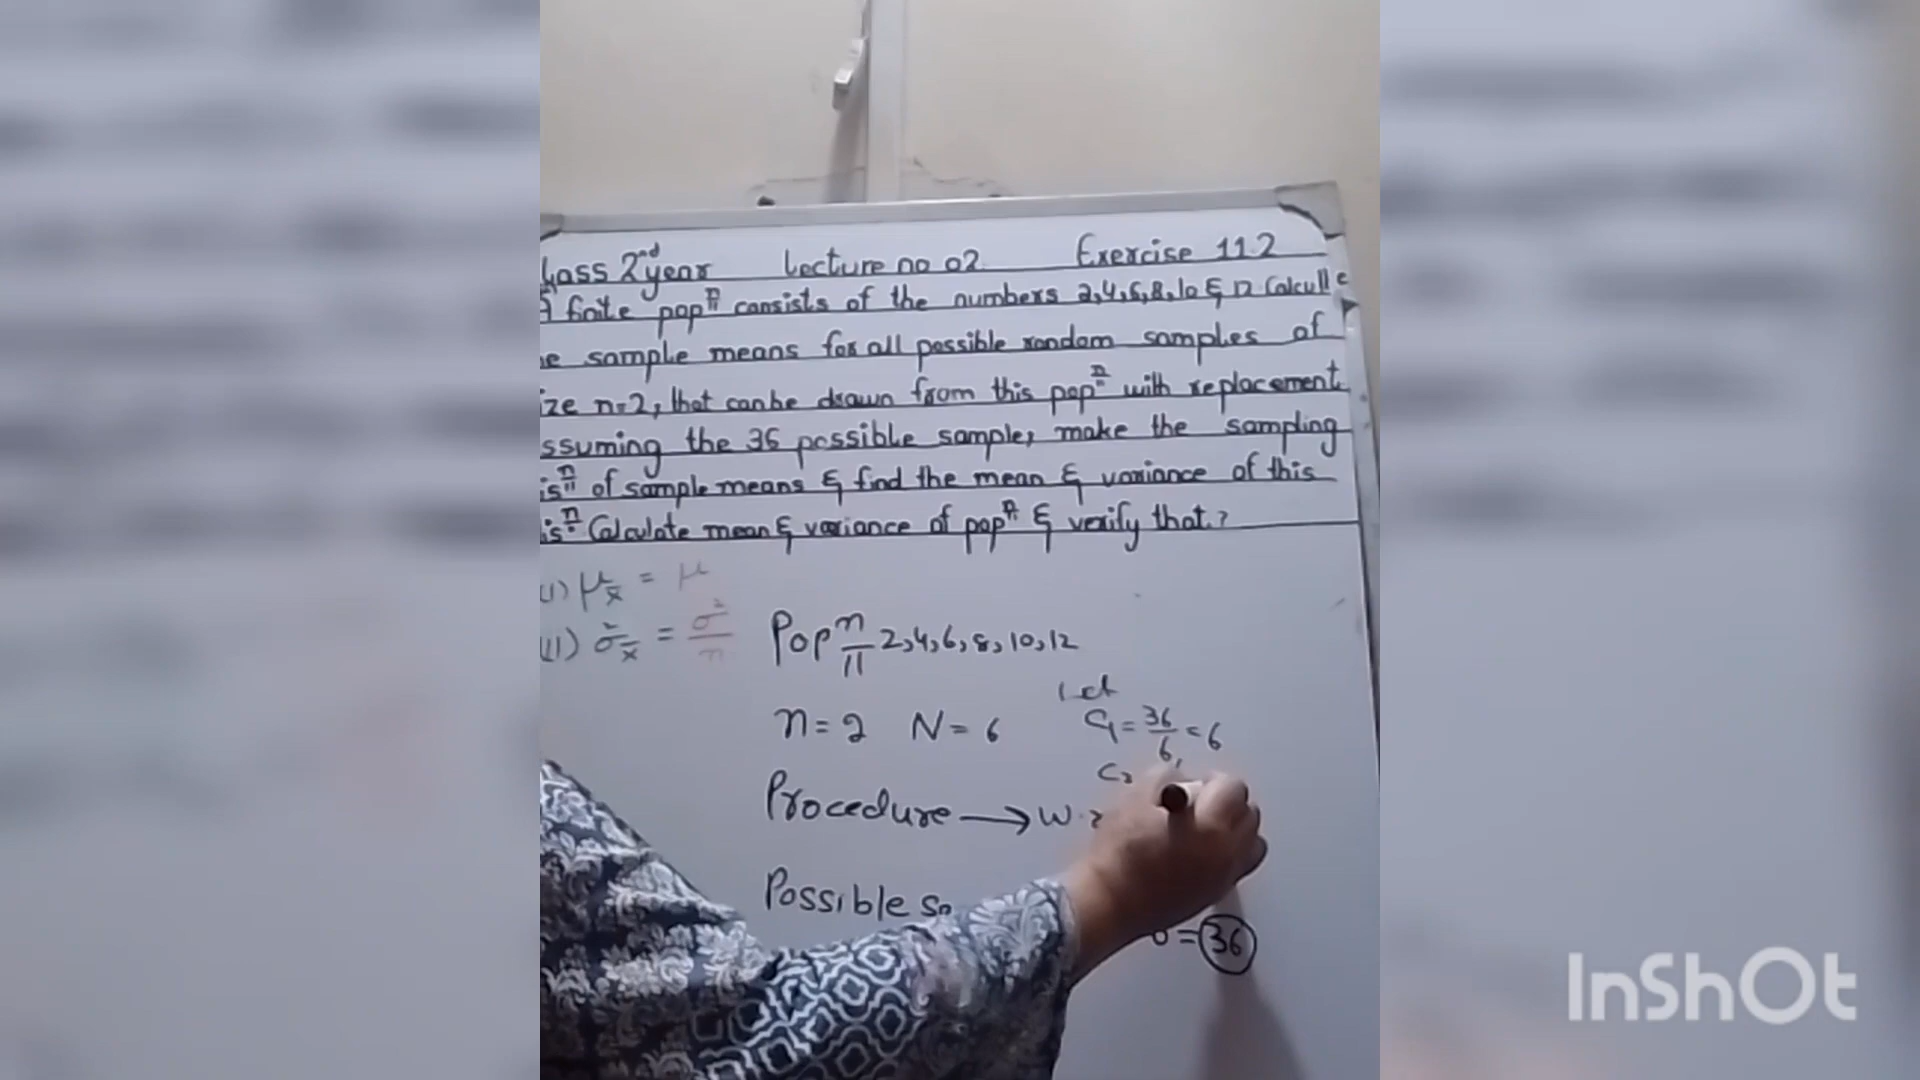 lass 2nd year Lecture no 02 Exercise 11.2
A finite popn consists of the numbers 2,4,6,8,10 & 12 Calcul e
e sample means for all possible random samples of
ize n=2, that can be drawn from this popn with replacement.
ssuming the 36 possible samples make the sampling
isn of sample means & find the mean & variance of this
isn Calculate mean & variance of popn & verify that?
(I) μx̄ = μ
(II) σ²x̄ = σ²/n
Popn 2,4,6,8,10,12
n=2 N=6
Let
C1 = 36/6 = 6
C2
Procedure → w.r
Possible Sa
= 36
InShOt